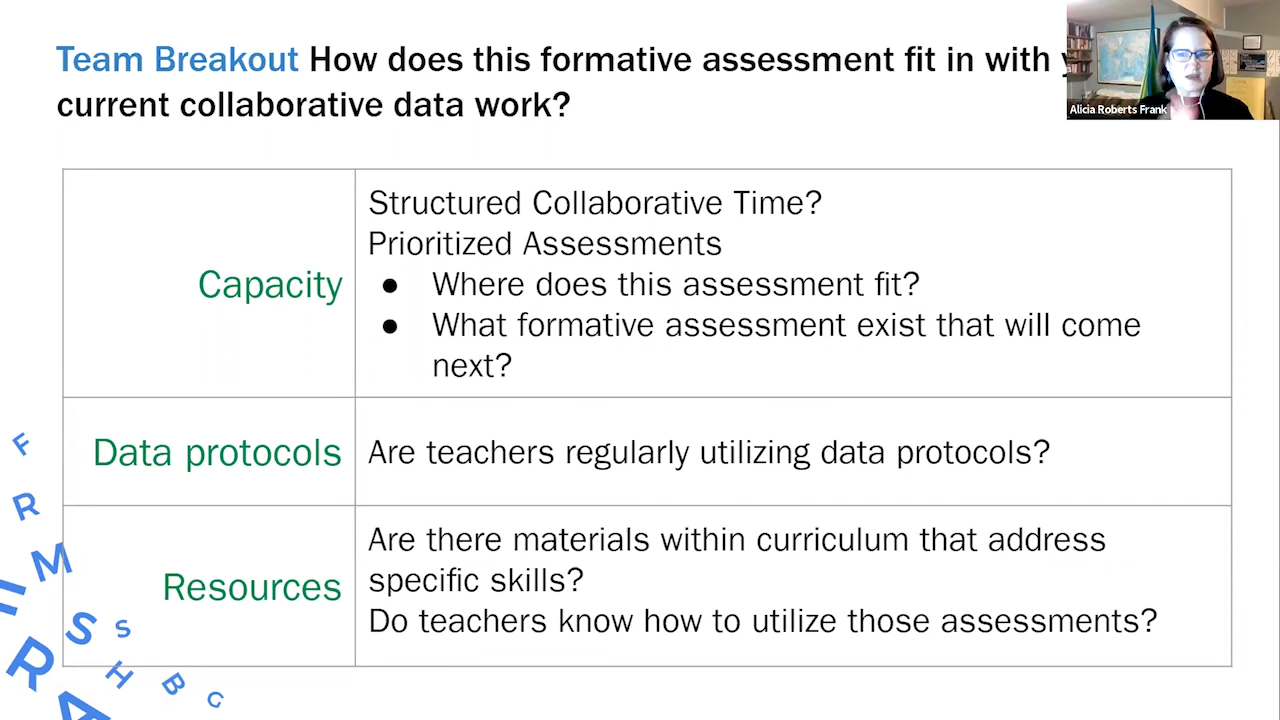 Team Breakout How does this formative assessment fit in with
current collaborative data work?
Alicia Roberts Frank
Capacity
Structured Collaborative Time?
Prioritized Assessments
● Where does this assessment fit?
● What formative assessment exist that will come
next?
Data protocols
Are teachers regularly utilizing data protocols?
Resources
Are there materials within curriculum that address
specific skills?
Do teachers know how to utilize those assessments?
F
R
M
I
S
S
R
H
B
G
A